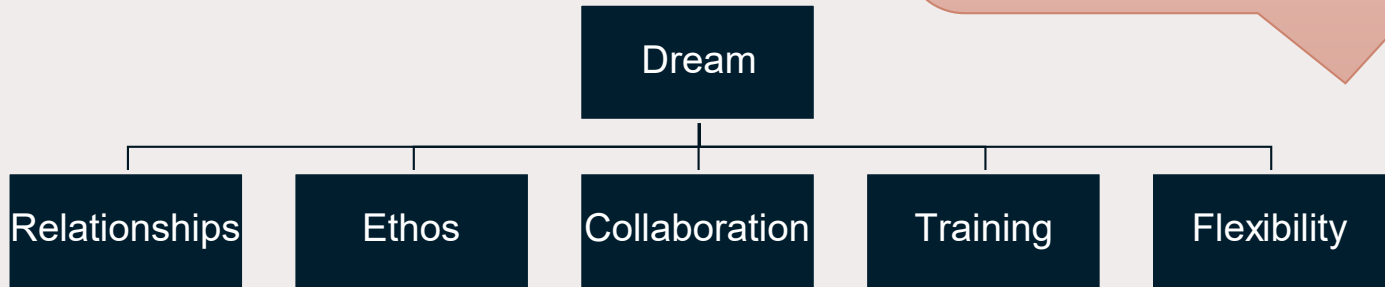 Dream
Relationships
Ethos
Collaboration
Training
Flexibility